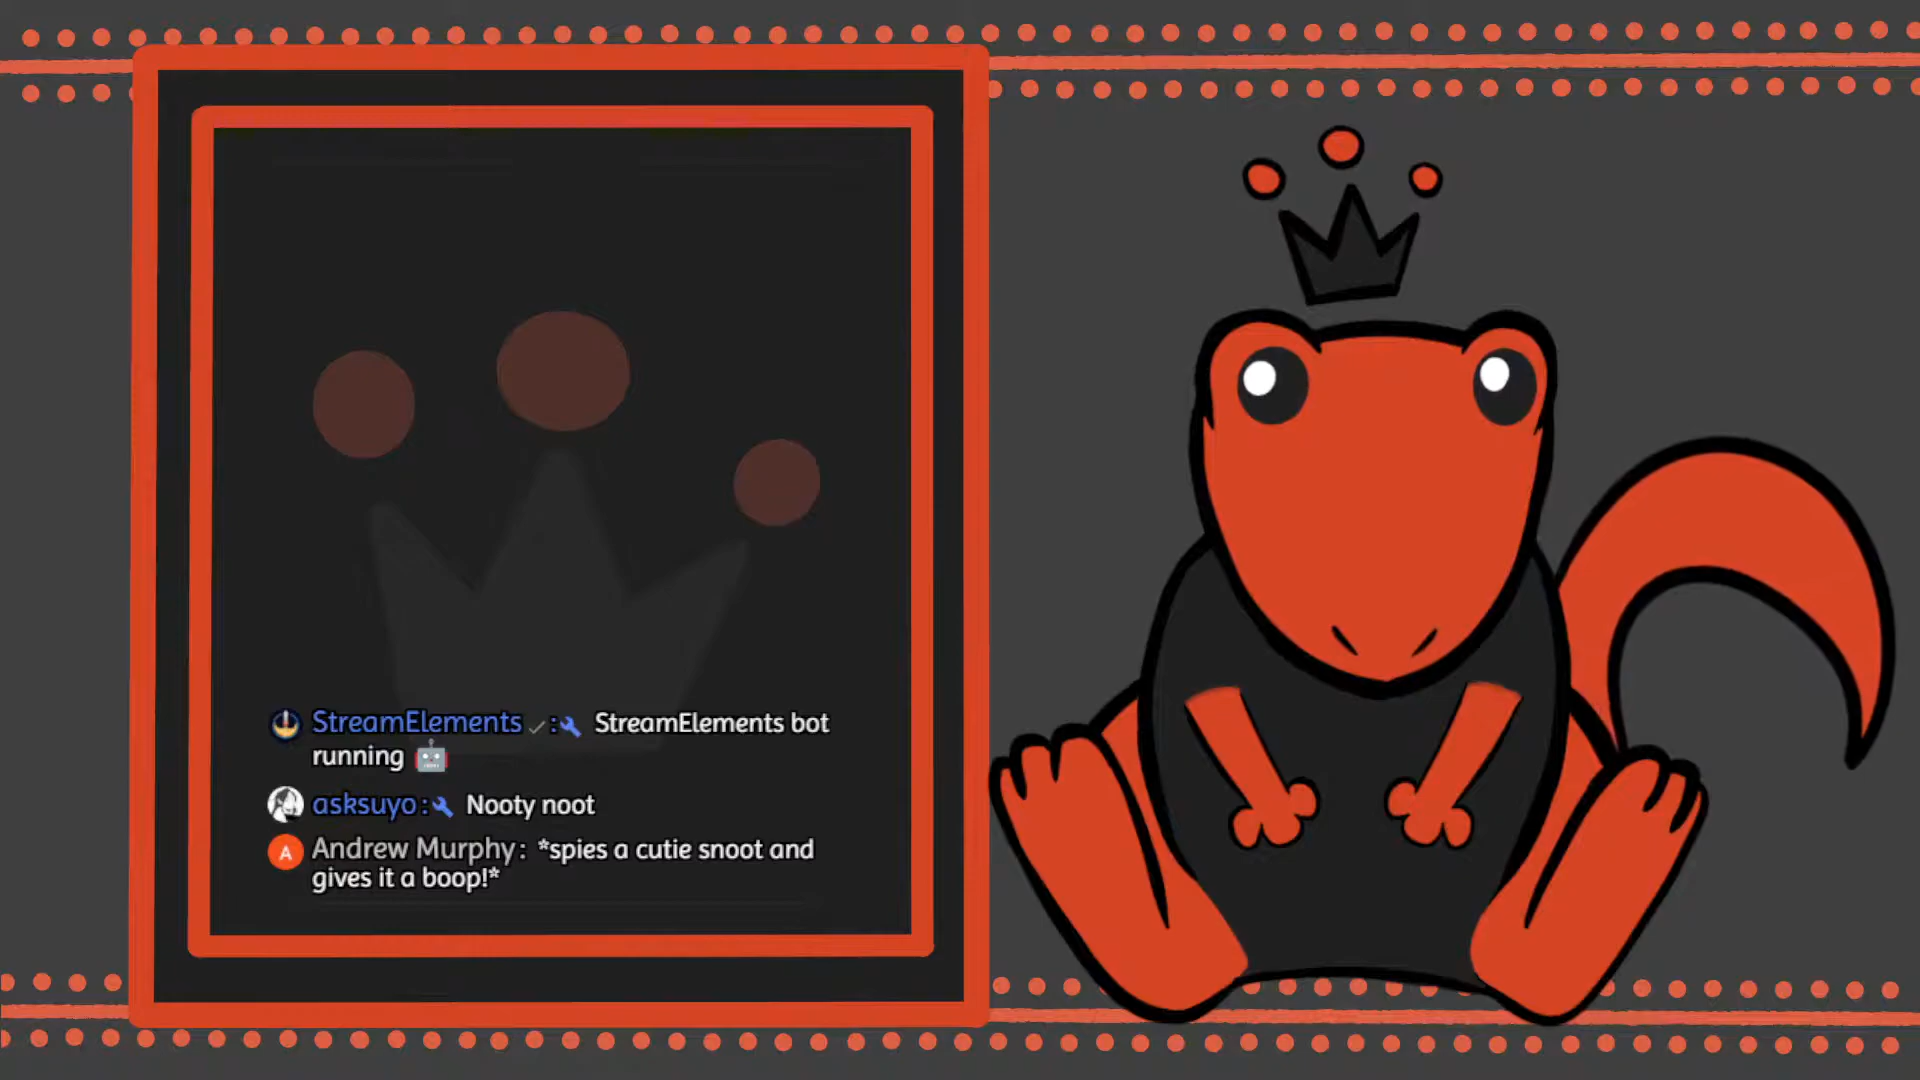 StreamElements ✓ : StreamElements bot
running 🤖
asksuyo: Nooty noot
A Andrew Murphy: *spies a cutie snoot and
gives it a boop!*